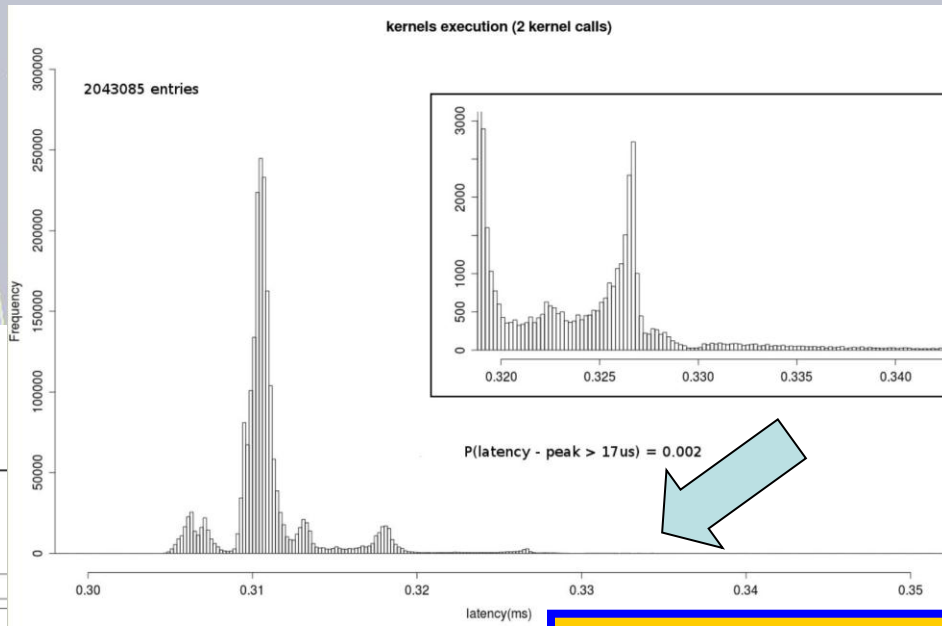 kernels execution (2 kernel calls)
2043085 entries
Frequency
300000
250000
200000
150000
100000
50000
0
3000
2000
1000
500
0
0.320 0.325 0.330 0.335 0.340
P(latency - peak > 17us) = 0.002
0.30 0.31 0.32 0.33 0.34 0.35
latency(ms)